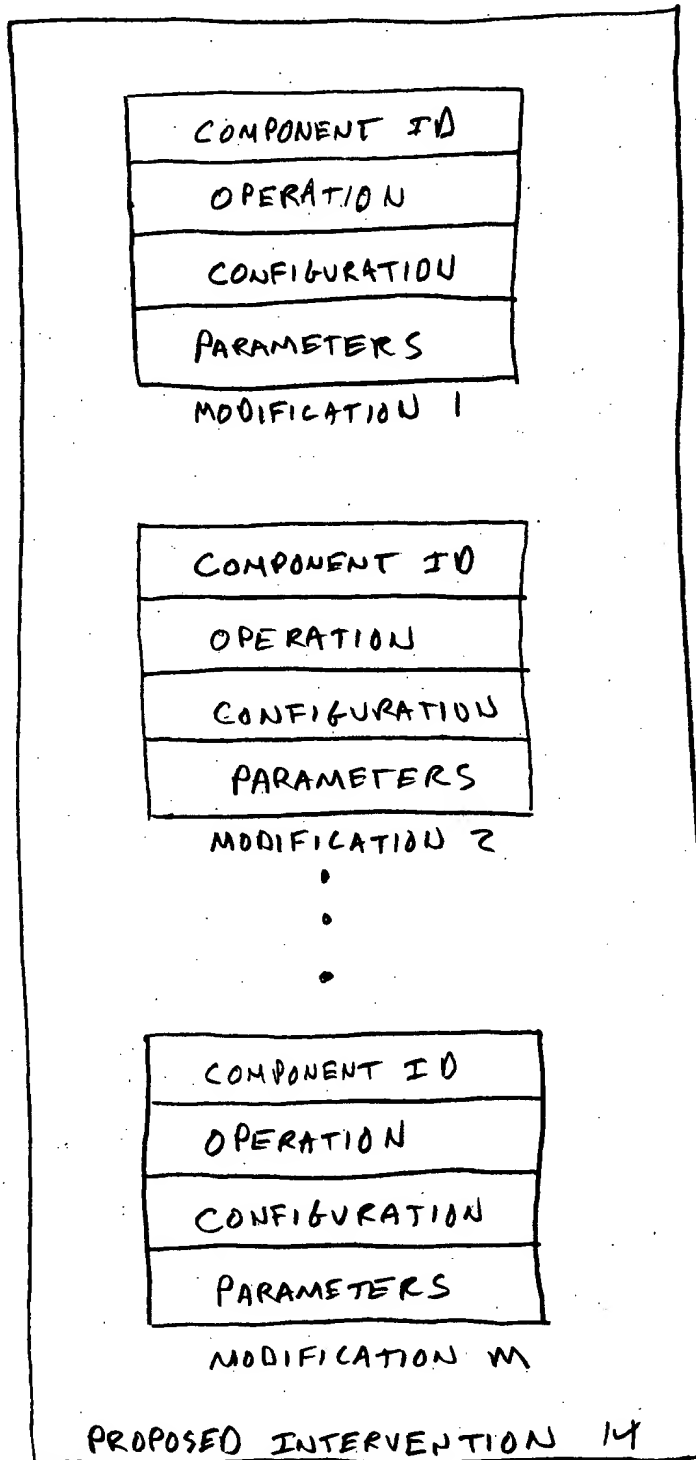 COMPONENT ID
OPERATION
CONFIGURATION
PARAMETERS
MODIFICATION 1
COMPONENT ID
OPERATION
CONFIGURATION
PARAMETERS
MODIFICATION 2
COMPONENT ID
OPERATION
CONFIGURATION
PARAMETERS
MODIFICATION M
PROPOSED INTERVENTION 14